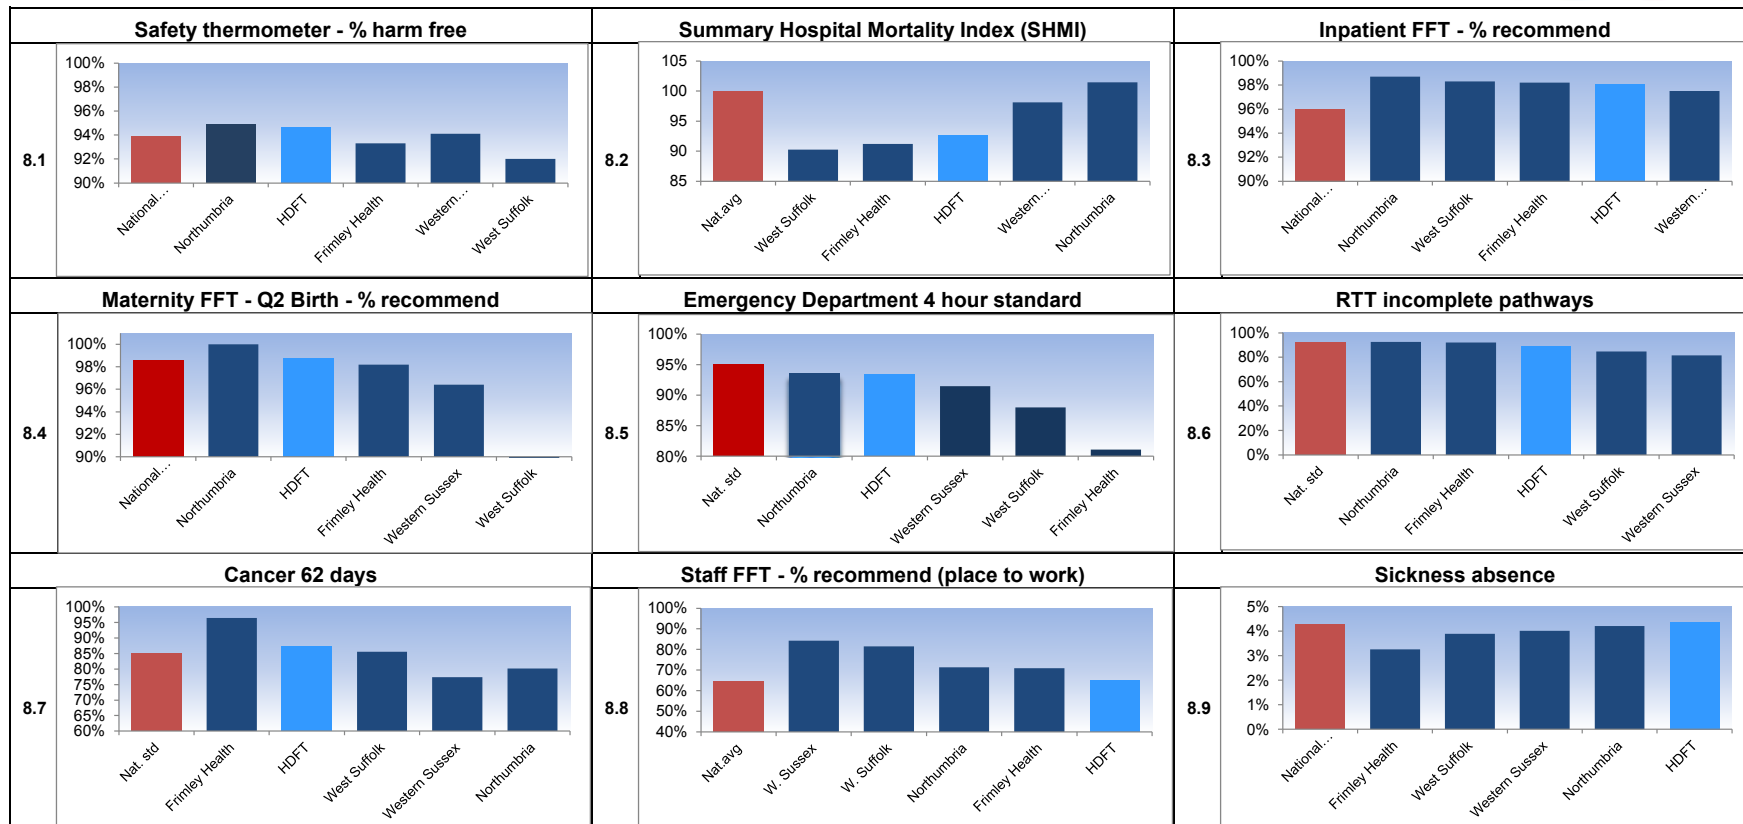 Safety thermometer - % harm free
8.1
100%
98%
96%
94%
92%
90%
National...
Northumbria
HDFT
Frimley Health
Western...
West Suffolk
Summary Hospital Mortality Index (SHMI)
8.2
105
100
95
90
85
Nat.avg
West Suffolk
Frimley Health
HDFT
Western...
Northumbria
Inpatient FFT - % recommend
8.3
100%
98%
96%
94%
92%
90%
National...
Northumbria
West Suffolk
Frimley Health
HDFT
Western...
Maternity FFT - Q2 Birth - % recommend
8.4
100%
98%
96%
94%
92%
90%
National...
Northumbria
HDFT
Frimley Health
Western Sussex
West Suffolk
Emergency Department 4 hour standard
8.5
100%
95%
90%
85%
80%
Nat. std
Northumbria
HDFT
Western Sussex
West Suffolk
Frimley Health
RTT incomplete pathways
8.6
100%
80%
60%
40%
20%
0%
Nat. std
Northumbria
Frimley Health
HDFT
West Suffolk
Western Sussex
Cancer 62 days
8.7
100%
95%
90%
85%
80%
75%
70%
65%
60%
Nat. std
Frimley Health
HDFT
West Suffolk
Western Sussex
Northumbria
Staff FFT - % recommend (place to work)
8.8
100%
90%
80%
70%
60%
50%
40%
Nat.avg
W. Sussex
W. Suffolk
Northumbria
Frimley Health
HDFT
Sickness absence
8.9
5%
4%
3%
2%
1%
0%
National...
Frimley Health
West Suffolk
Western Sussex
Northumbria
HDFT